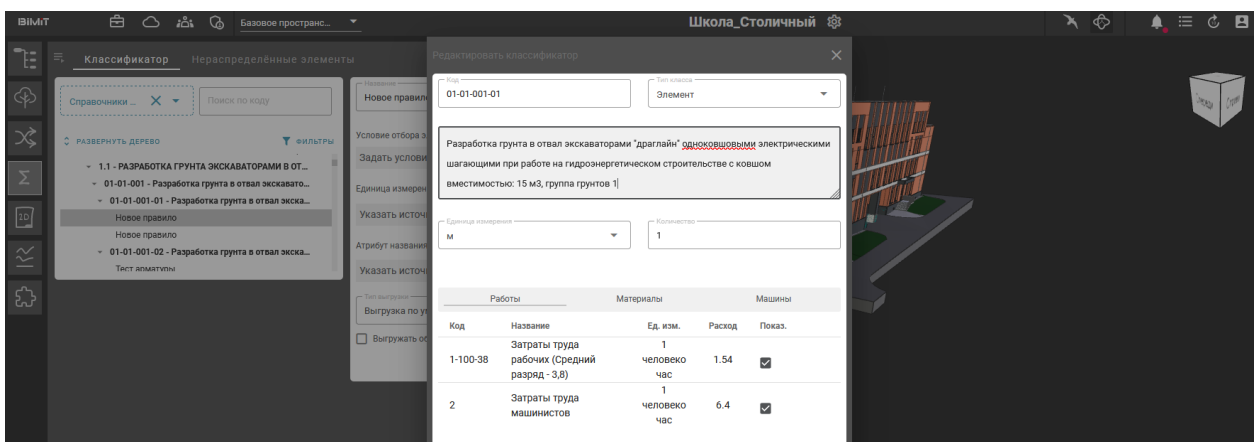 BIMiT
Базовое пространс...
Школа_Столичный
Классификатор
Нераспределённые элементы
Справочники ...
Поиск по коду
РАЗВЕРНУТЬ ДЕРЕВО
ФИЛЬТРЫ
1.1 - РАЗРАБОТКА ГРУНТА ЭКСКАВАТОРАМИ В ОТ...
01-01-001 - Разработка грунта в отвал экскавато...
01-01-001-01 - Разработка грунта в отвал экска...
Новое правило
Новое правило
01-01-001-02 - Разработка грунта в отвал экска...
Тест арматуры
Название
Новое правил
Условие отбора э
Задать услови
Единица измерен
Указать источ
Атрибут названия
Указать источ
Тип выгрузки
Выгрузка по у
Выгружать об
Редактировать классификатор
Код
01-01-001-01
Тип класса
Элемент
Разработка грунта в отвал экскаваторами "драглайн" одноковшовыми электрическими
шагающими при работе на гидроэнергетическом строительстве с ковшом
вместимостью: 15 м3, группа грунтов 1
Единица измерения
м
Количество
1
Работы Материалы Машины
Код Название Ед. изм. Расход Показ.
1-100-38 Затраты труда рабочих (Средний разряд - 3,8) 1 человеко час 1.54
2 Затраты труда машинистов 1 человеко час 6.4